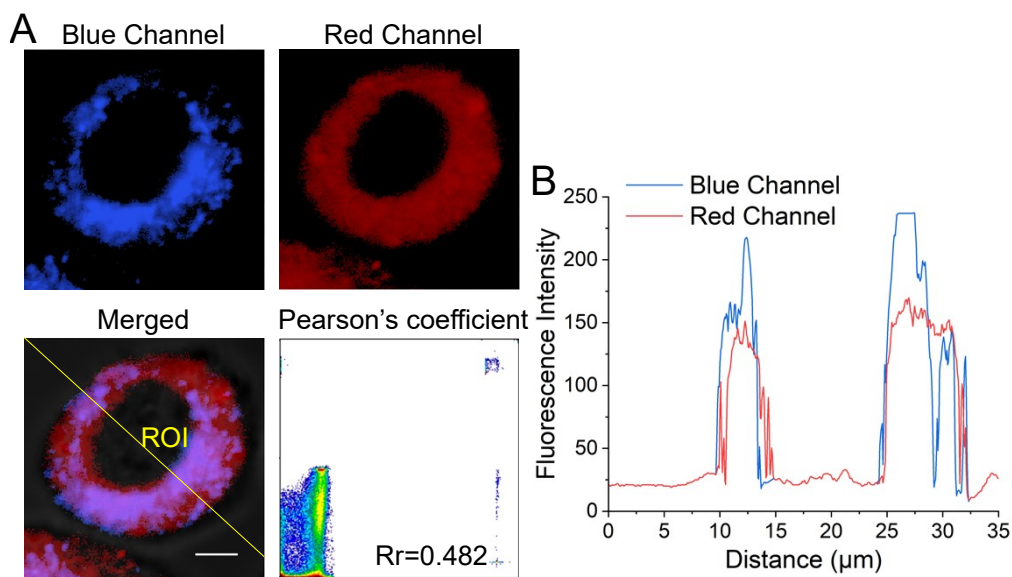 A
Blue Channel
Red Channel
Merged
ROI
Pearson's coefficient
Rr=0.482
B
Blue Channel
Red Channel
Fluorescence Intensity
250
200
150
100
50
0
0 5 10 15 20 25 30 35
Distance (µm)